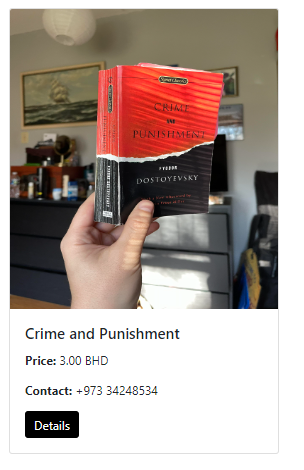 Signet Classics
CRIME
AND
PUNISHMENT
FYODOR
DOSTOYEVSKY
Crime and Punishment
Price: 3.00 BHD
Contact: +973 34248534
Details